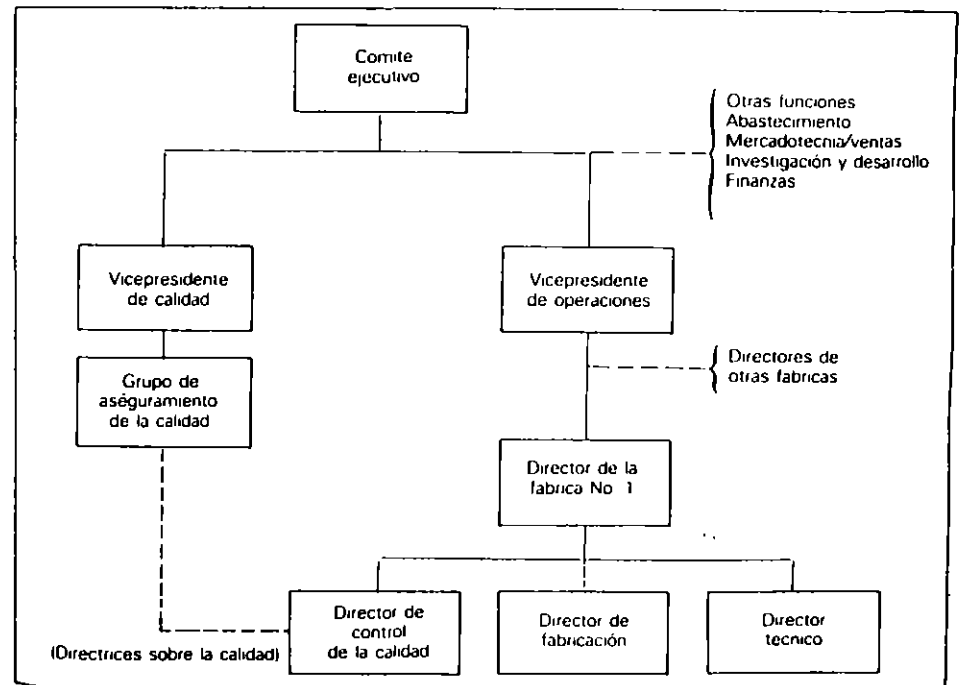 Comite
ejecutivo
Otras funciones
Abastecimiento
Mercadotecnia/ventas
Investigación y desarrollo
Finanzas
Vicepresidente
de calidad
Vicepresidente
de operaciones
Grupo de
aséguramiento
de la calidad
Directores de
otras fabricas
Director de la
fabrica No 1
Director de
control
de la calidad
Director de
fabricación
Director
tecnico
(Directrices sobre la calidad)